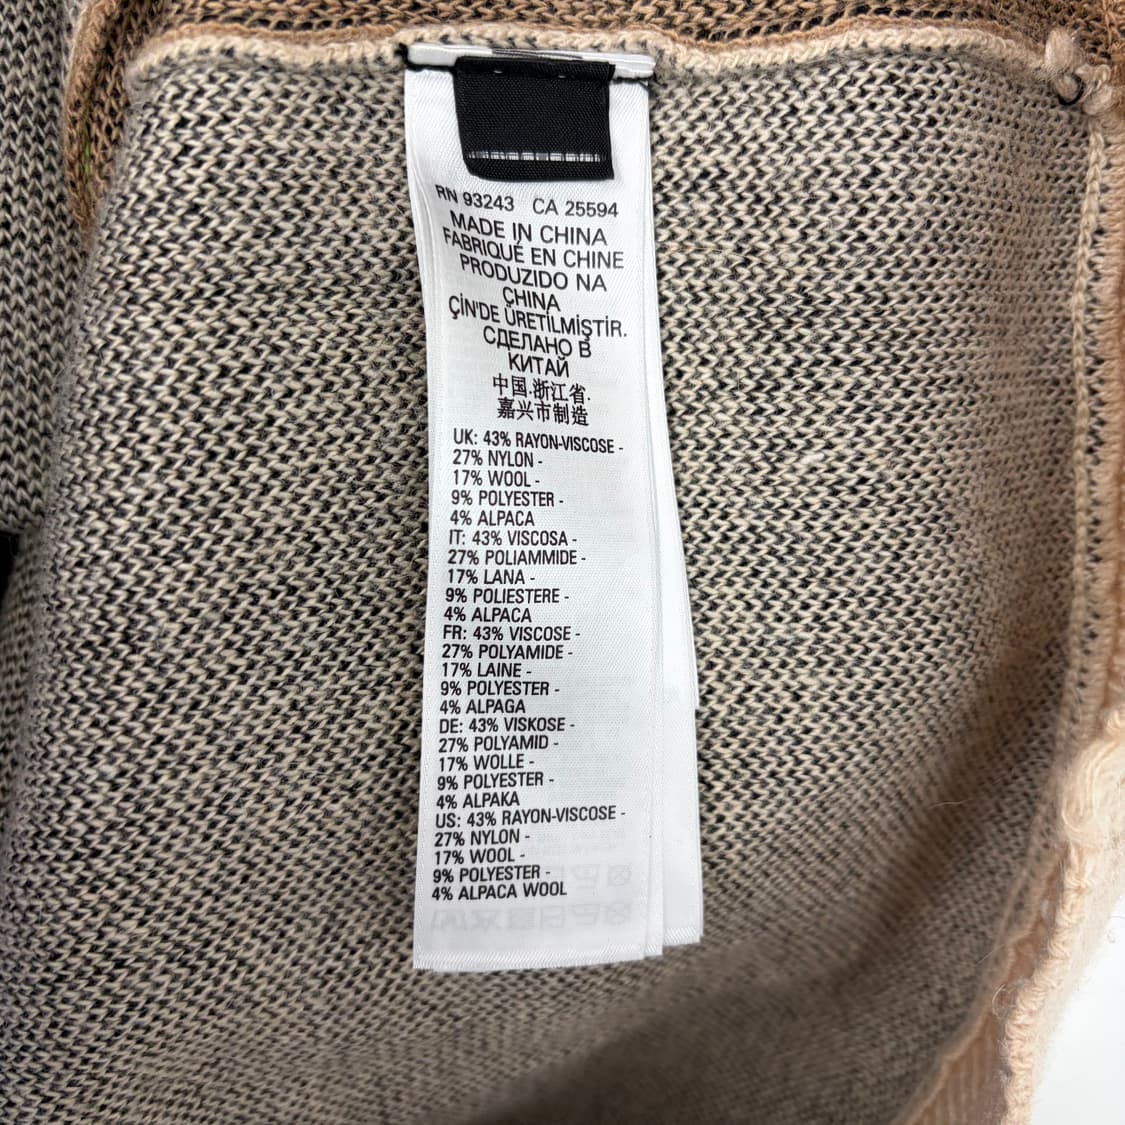 RN 93243 CA 25594
MADE IN CHINA
FABRIQUÉ EN CHINE
PRODUZIDO NA
CHINA
ÇİN'DE ÜRETİLMİŞTİR.
СДЕЛАНО В
КИТАЙ
中国.浙江省.
嘉兴市制造
UK: 43% RAYON-VISCOSE -
27% NYLON -
17% WOOL -
9% POLYESTER -
4% ALPACA
IT: 43% VISCOSA -
27% POLIAMMIDE -
17% LANA -
9% POLIESTERE -
4% ALPACA
FR: 43% VISCOSE -
27% POLYAMIDE -
17% LAINE -
9% POLYESTER -
4% ALPAGA
DE: 43% VISKOSE -
27% POLYAMID -
17% WOLLE -
9% POLYESTER -
4% ALPAKA
US: 43% RAYON-VISCOSE -
27% NYLON -
17% WOOL -
9% POLYESTER -
4% ALPACA WOOL